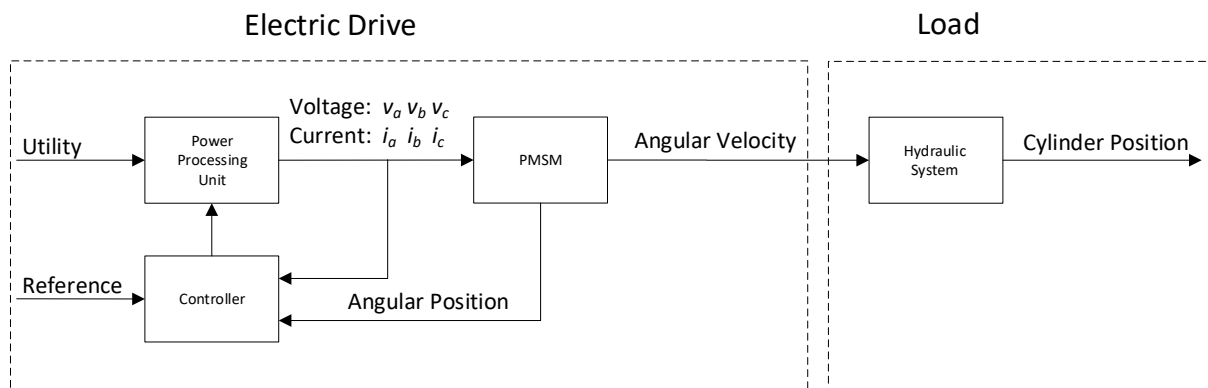 Electric Drive
Load
Voltage: va vb vc
Current: ia ib ic
Utility
Power
Processing
Unit
PMSM
Angular Velocity
Hydraulic
System
Cylinder Position
Reference
Controller
Angular Position